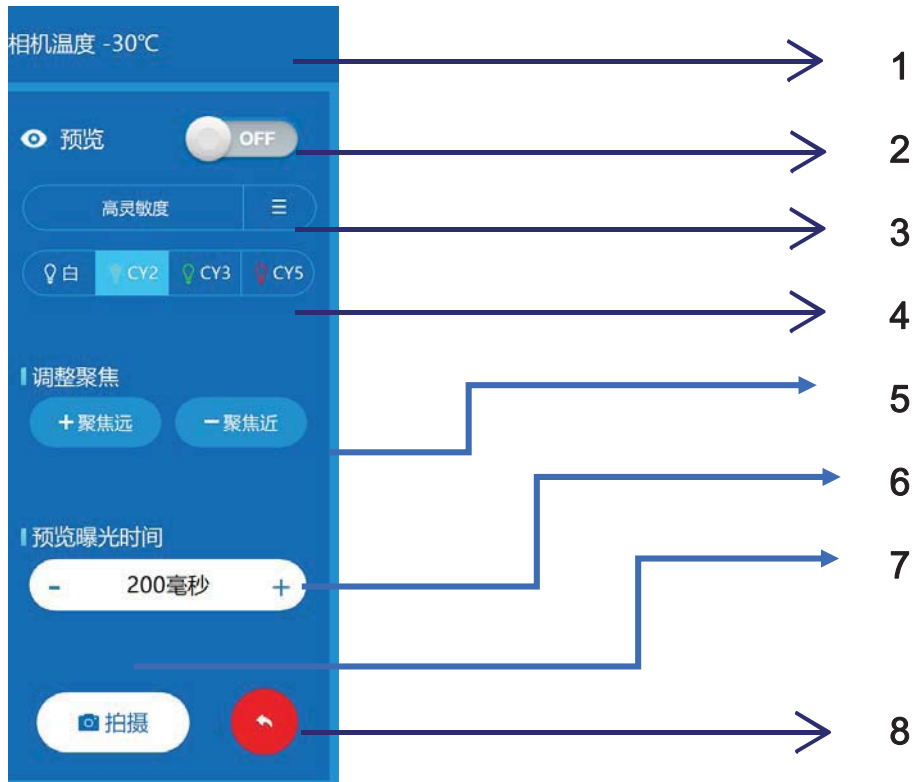 相机温度 -30℃
1
预览 OFF
2
高灵敏度
3
白 CY2 CY3 CY5
4
调整聚焦
5
+聚焦远 -聚焦近
6
预览曝光时间
7
- 200毫秒 +
拍摄
8